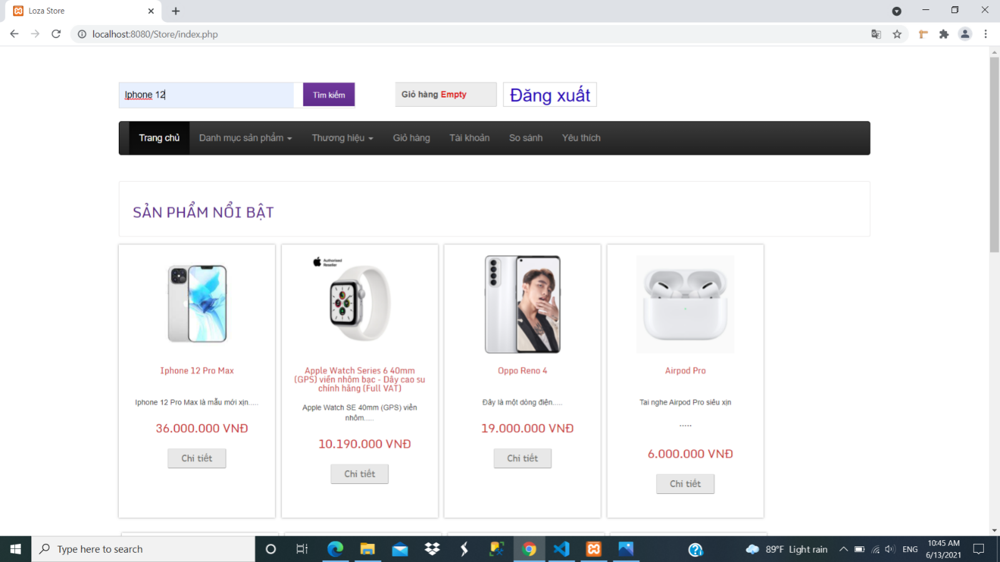 Loza Store
localhost:8080/Store/index.php
Iphone 12
Tìm kiếm
Giỏ hàng Empty
Đăng xuất
Trang chủ
Danh mục sản phẩm
Thương hiệu
Giỏ hàng
Tài khoản
So sánh
Yêu thích
SẢN PHẨM NỔI BẬT
Iphone 12 Pro Max
Iphone 12 Pro Max là mẫu mới xịn.....
36.000.000 VNĐ
Chi tiết
Authorised
Reseller
Apple Watch Series 6 40mm
(GPS) viền nhôm bạc - Dây cao su
chính hãng (Full VAT)
Apple Watch SE 40mm (GPS) viền
nhôm.....
10.190.000 VNĐ
Chi tiết
Oppo Reno 4
Đây là một dòng điện.....
19.000.000 VNĐ
Chi tiết
Airpod Pro
Tai nghe Airpod Pro siêu xịn
.....
6.000.000 VNĐ
Chi tiết
Type here to search
89°F Light rain
ENG
10:45 AM
6/13/2021